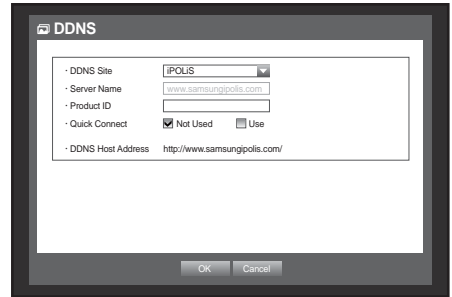 DDNS
· DDNS Site iPOLiS
· Server Name www.samsungipolis.com
· Product ID
· Quick Connect Not Used Use
· DDNS Host Address http://www.samsungipolis.com/
OK Cancel